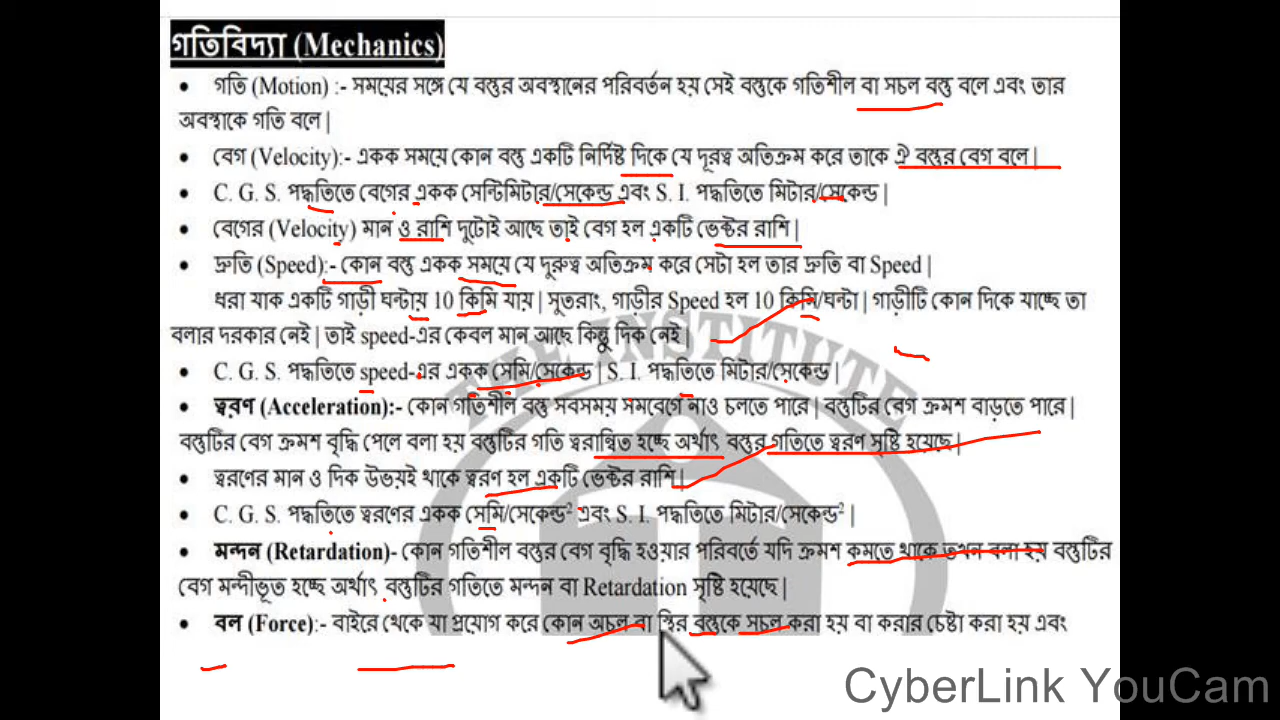 গতিবিদ্যা (Mechanics)
• গতি (Motion) :- সময়ের সঙ্গে যে বস্তুর অবস্থানের পরিবর্তন হয় সেই বস্তুকে গতিশীল বা সচল বস্তু বলে এবং তার
অবস্থাকে গতি বলে |
• বেগ (Velocity):- একক সময়ে কোন বস্তু একটি নির্দিষ্ট দিকে যে দূরত্ব অতিক্রম করে তাকে ঐ বস্তুর বেগ বলে |
• C. G. S. পদ্ধতিতে বেগের একক সেন্টিমিটার/সেকেন্ড এবং S. I. পদ্ধতিতে মিটার/সেকেন্ড |
• বেগের (Velocity) মান ও রাশি দুটোই আছে তাই বেগ হল একটি ভেক্টর রাশি |
• দ্রুতি (Speed):- কোন বস্তু একক সময়ে যে দুরুত্ব অতিক্রম করে সেটা হল তার দ্রুতি বা Speed |
ধরা যাক একটি গাড়ী ঘন্টায় 10 কিমি যায় | সুতরাং, গাড়ীর Speed হল 10 কিমি/ঘন্টা | গাড়ীটি কোন দিকে যাচ্ছে তা
বলার দরকার নেই | তাই speed-এর কেবল মান আছে কিন্তু দিক নেই |
• C. G. S. পদ্ধতিতে speed-এর একক সেমি/সেকেন্ড | S. I. পদ্ধতিতে মিটার/সেকেন্ড |
• ত্বরণ (Acceleration):- কোন গতিশীল বস্তু সবসময় সমবেগে নাও চলতে পারে | বস্তুটির বেগ ক্রমশ বাড়তে পারে |
বস্তুটির বেগ ক্রমশ বৃদ্ধি পেলে বলা হয় বস্তুটির গতি ত্বরান্বিত হচ্ছে অর্থাৎ বস্তুর গতিতে ত্বরণ সৃষ্টি হয়েছে |
• ত্বরণের মান ও দিক উভয়ই থাকে ত্বরণ হল একটি ভেক্টর রাশি |
• C. G. S. পদ্ধতিতে ত্বরণের একক সেমি/সেকেন্ড² এবং S. I. পদ্ধতিতে মিটার/সেকেন্ড² |
• মন্দন (Retardation)- কোন গতিশীল বস্তুর বেগ বৃদ্ধি হওয়ার পরিবর্তে যদি ক্রমশ কমতে থাকে তখন বলা হয় বস্তুটির
বেগ মন্দীভূত হচ্ছে অর্থাৎ বস্তুটির গতিতে মন্দন বা Retardation সৃষ্টি হয়েছে |
• বল (Force):- বাইরে থেকে যা প্রয়োগ করে কোন অচল বা স্থির বস্তুকে সচল করা হয় বা করার চেষ্টা করা হয় এবং
INSTITUTE
CyberLink YouCam